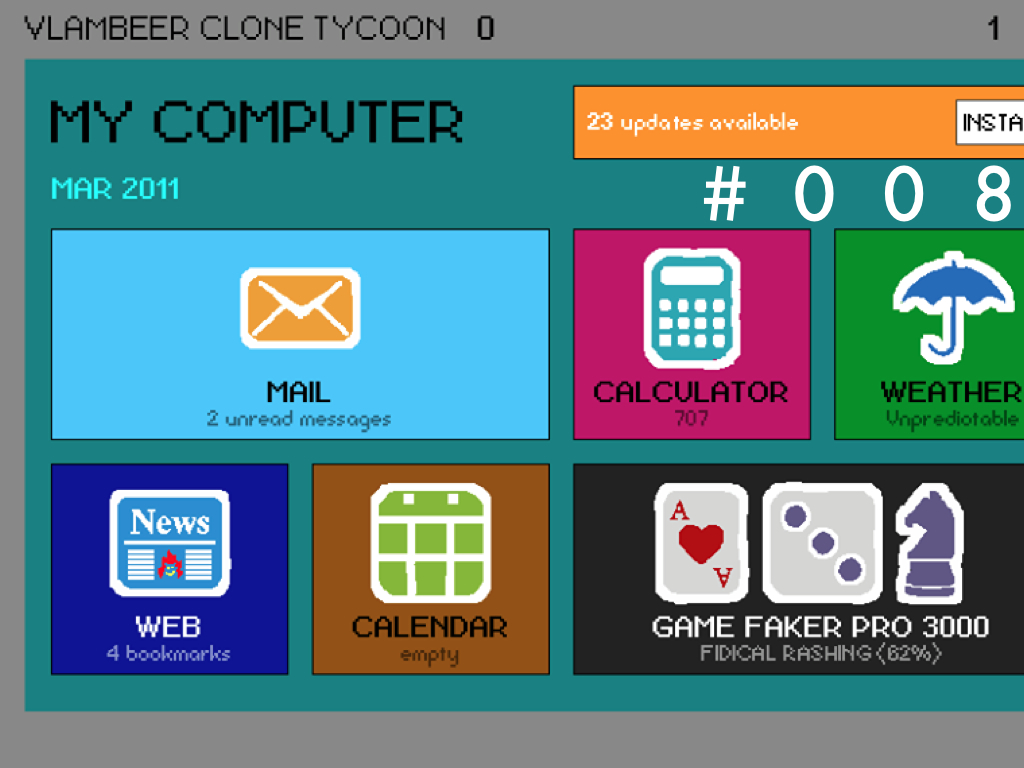 VLAMBEER CLONE TYCOON 0 1
MY COMPUTER
23 updates available INSTA
MAR 2011
# 0 0 8
MAIL
2 unread messages
CALCULATOR
707
WEATHER
Unpredictable
News
WEB
4 bookmarks
CALENDAR
empty
A
A
GAME FAKER PRO 3000
FIDICAL RASHING (62%)